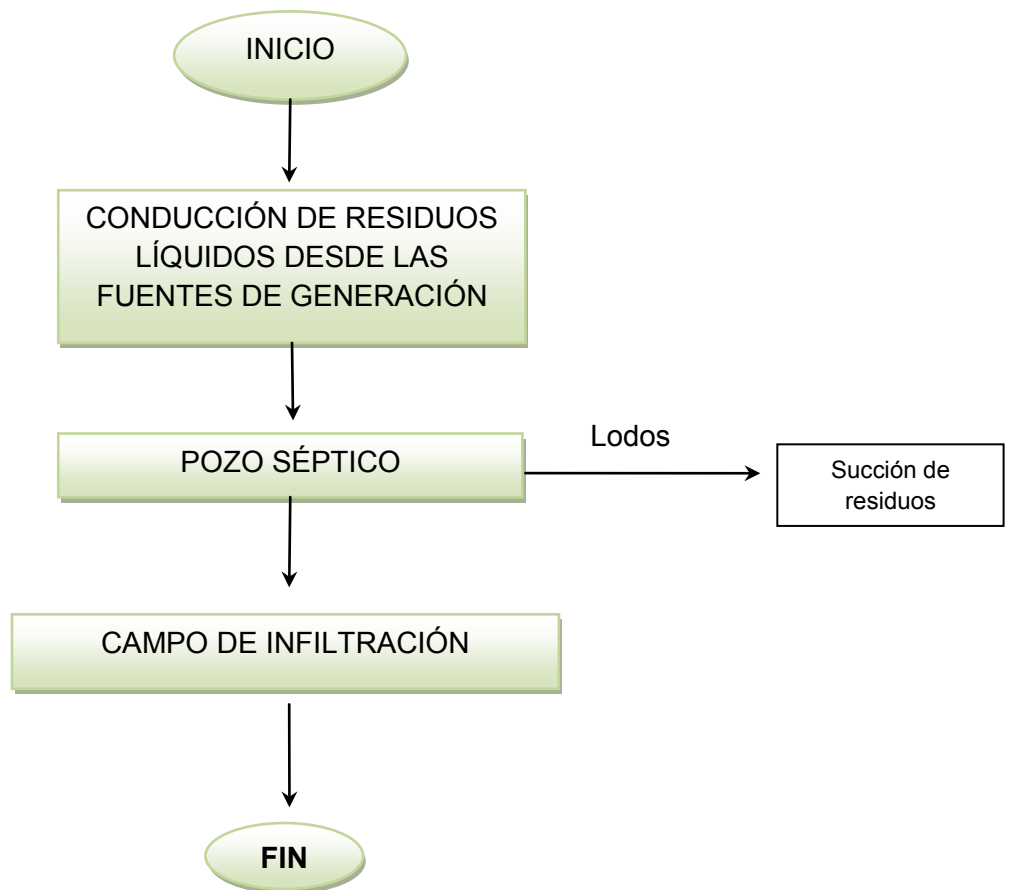 INICIO
CONDUCCIÓN DE RESIDUOS
LÍQUIDOS DESDE LAS
FUENTES DE GENERACIÓN
POZO SÉPTICO
Lodos
Succión de
residuos
CAMPO DE INFILTRACIÓN
FIN